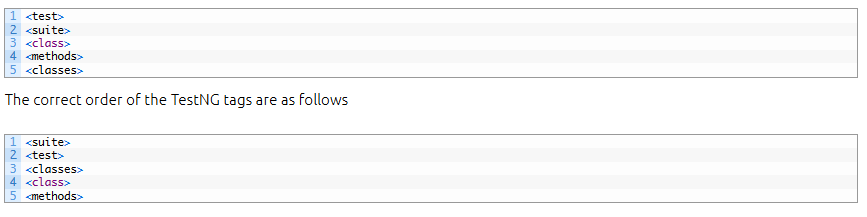 1 <test>
2 <suite>
3 <class>
4 <methods>
5 <classes>
The correct order of the TestNG tags are as follows
1 <suite>
2 <test>
3 <classes>
4 <class>
5 <methods>